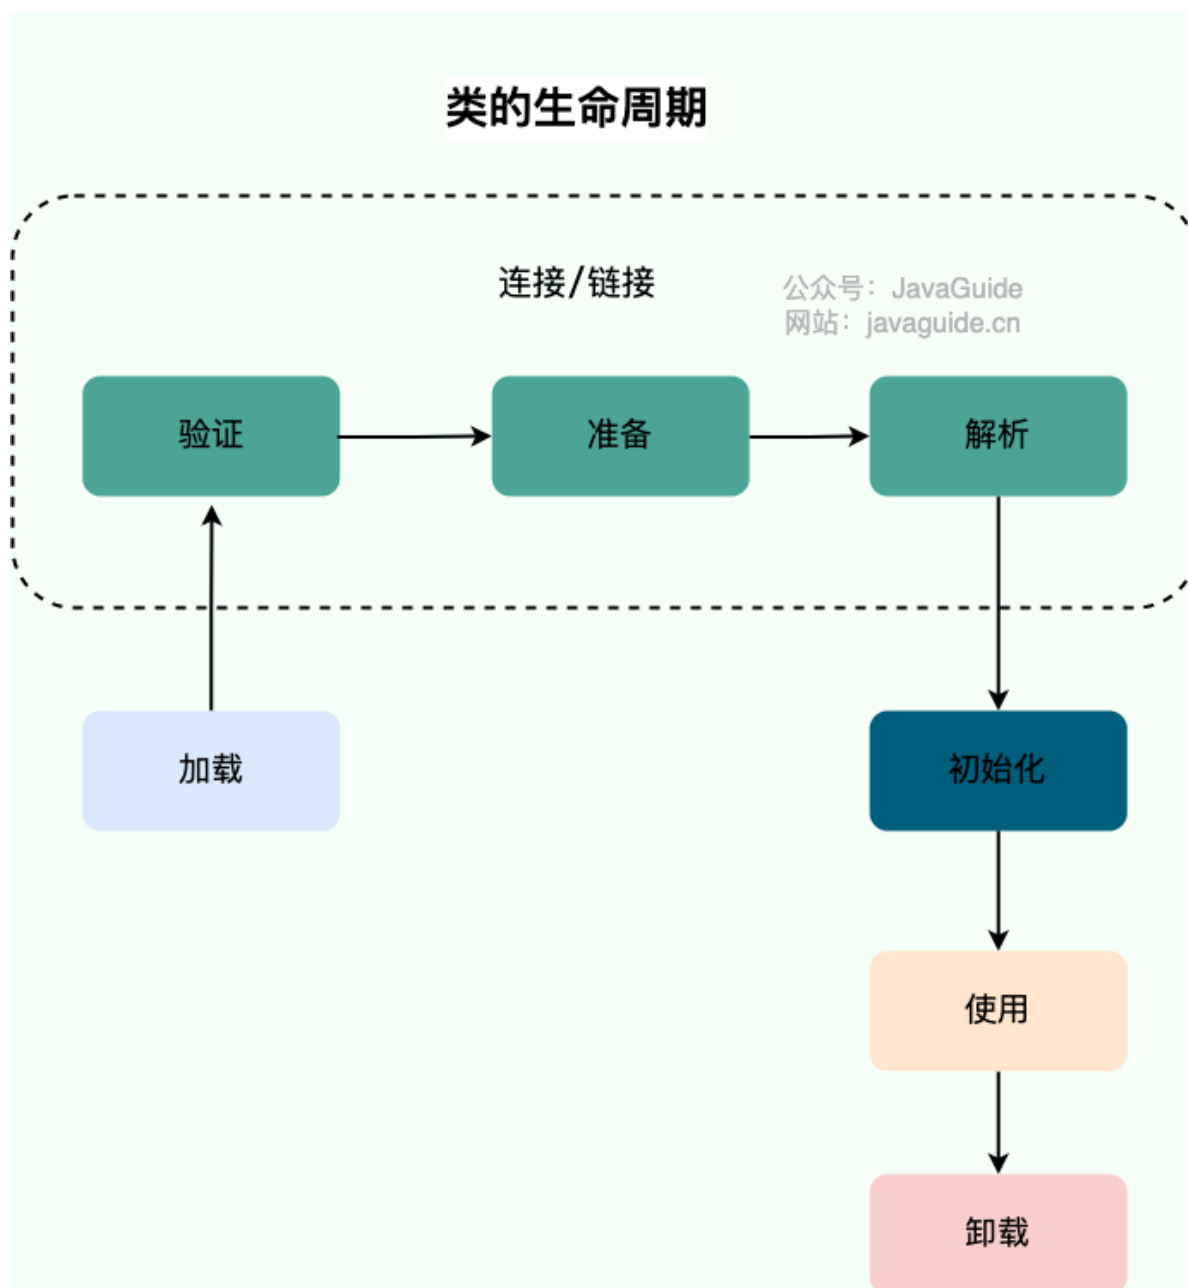 类的生命周期
连接/链接
公众号：JavaGuide
网站：javaguide.cn
验证
准备
解析
加载
初始化
使用
卸载